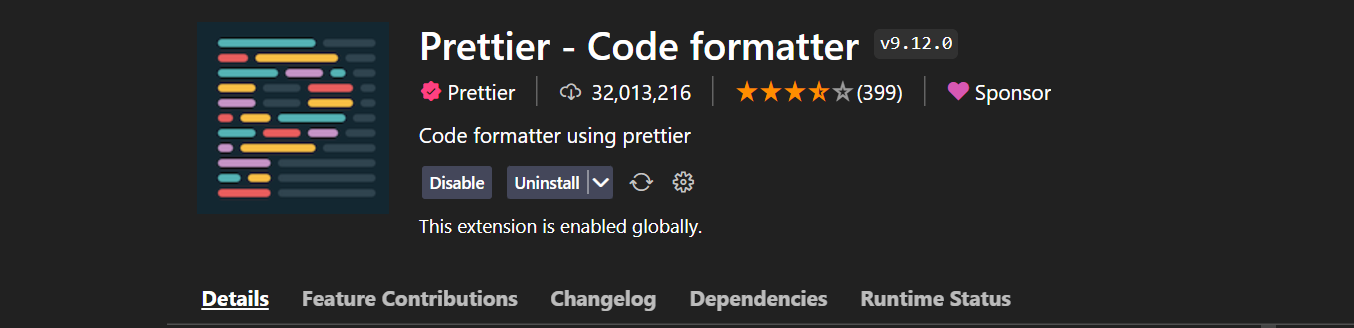 Prettier - Code formatter v9.12.0
Prettier 32,013,216 (399) Sponsor
Code formatter using prettier
Disable Uninstall
This extension is enabled globally.
Details Feature Contributions Changelog Dependencies Runtime Status